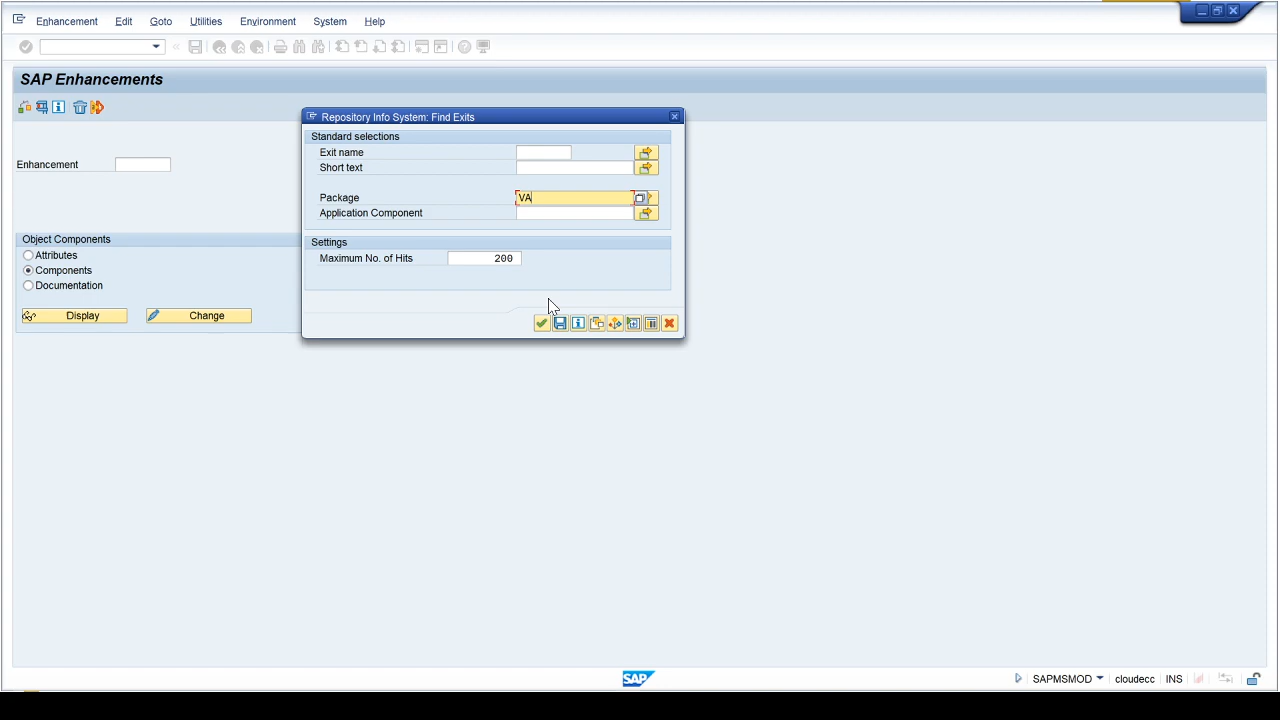 Enhancement Edit Goto Utilities Environment System Help
SAP Enhancements
Repository Info System: Find Exits
Standard selections
Exit name
Short text
Package VA
Application Component
Settings
Maximum No. of Hits 200
Enhancement
Object Components
Attributes
Components
Documentation
Display Change
SAP SAPMSMOD cloudecc INS